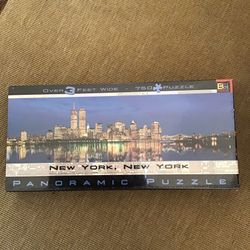 OVER 3 FEET WIDE - 750 PUZZLE
NEW YORK, NEW YORK
PANORAMIC PUZZLE